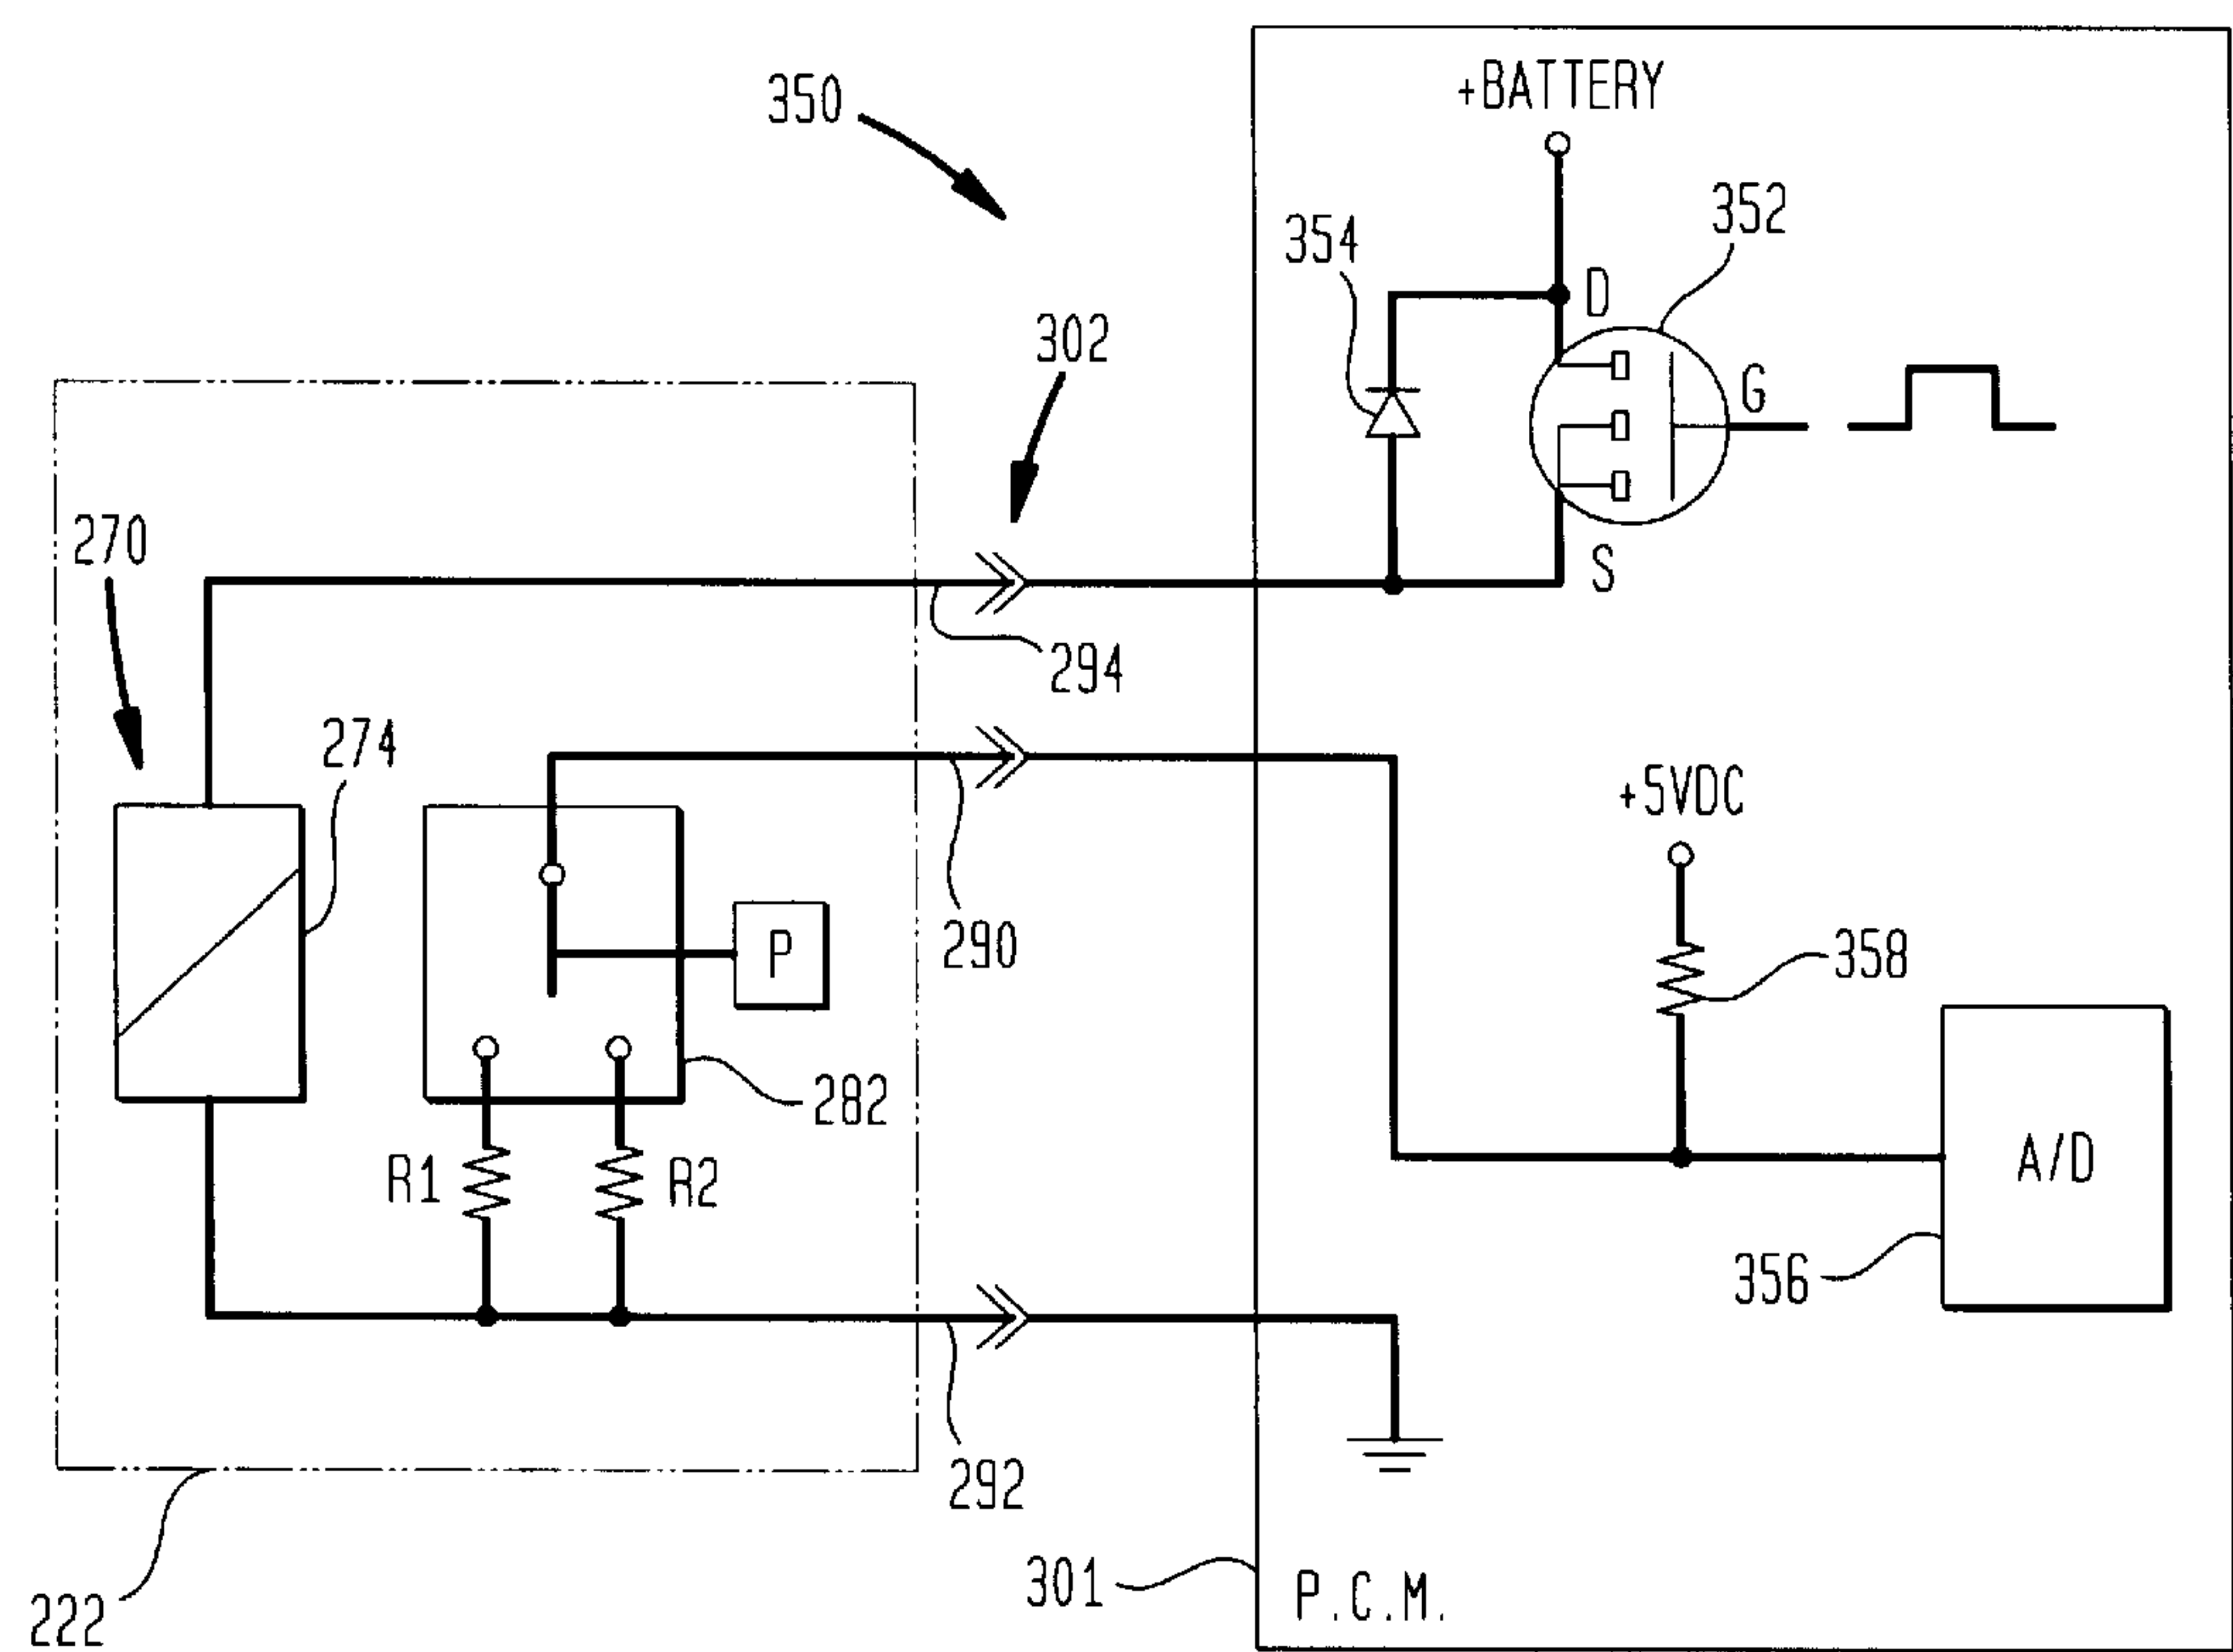 +BATTERY
350
352
354
D
302
G
270
S
294
274
+5VDC
290
P
358
282
A/D
R1
R2
356
292
301
P.C.M.
222